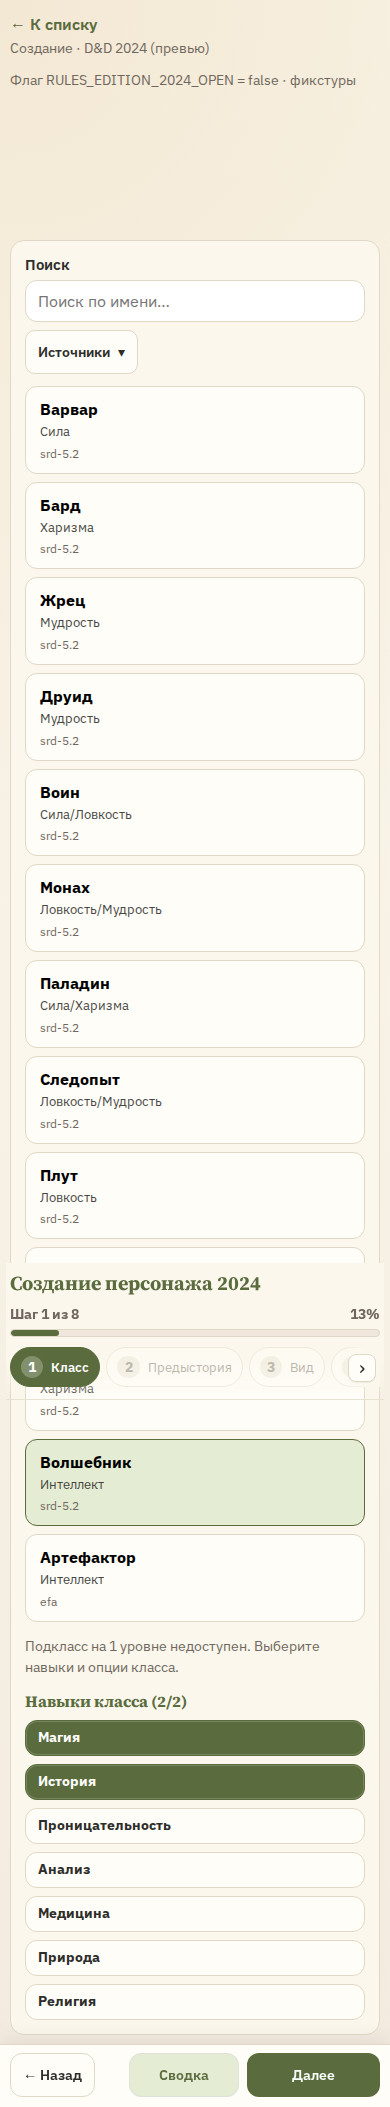 ← К списку
Создание · D&D 2024 (превью)
Флаг RULES_EDITION_2024_OPEN = false · фикстуры
Поиск
Поиск по имени...
Источники ▾
Варвар
Сила
srd-5.2
Бард
Харизма
srd-5.2
Жрец
Мудрость
srd-5.2
Друид
Мудрость
srd-5.2
Воин
Сила/Ловкость
srd-5.2
Монах
Ловкость/Мудрость
srd-5.2
Паладин
Сила/Харизма
srd-5.2
Следопыт
Ловкость/Мудрость
srd-5.2
Плут
Ловкость
srd-5.2
Создание персонажа 2024
Шаг 1 из 8 13%
1 Класс 2 Предыстория 3 Вид ›
Харизма
srd-5.2
Волшебник
Интеллект
srd-5.2
Артефактор
Интеллект
efa
Подкласс на 1 уровне недоступен. Выберите
навыки и опции класса.
Навыки класса (2/2)
Магия
История
Проницательность
Анализ
Медицина
Природа
Религия
← Назад Сводка Далее